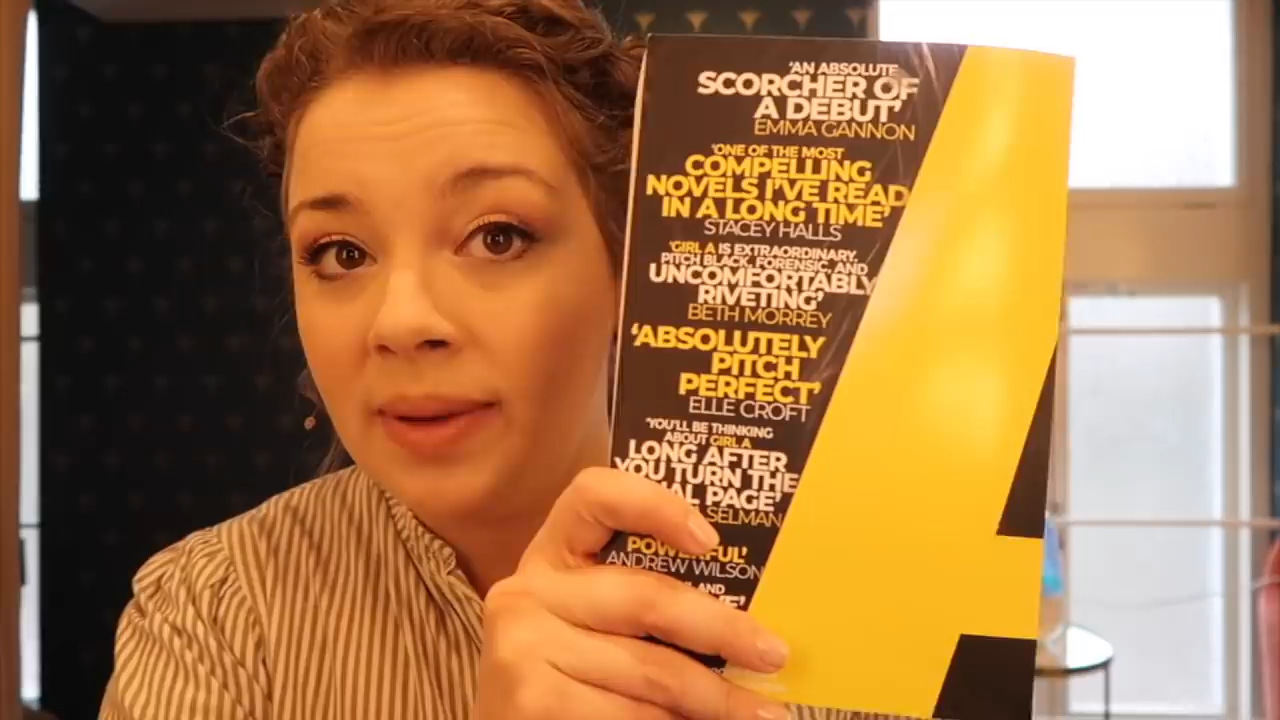 'AN ABSOLUTE
SCORCHER OF
A DEBUT'
EMMA GANNON
'ONE OF THE MOST
COMPELLING
NOVELS I'VE READ
IN A LONG TIME'
STACEY HALLS
'GIRL A IS EXTRAORDINARY,
PITCH BLACK, FORENSIC, AND
UNCOMFORTABLY
RIVETING'
BETH MORREY
'ABSOLUTELY
PITCH
PERFECT'
ELLE CROFT
'YOU'LL BE THINKING
ABOUT GIRL A
LONG AFTER
YOU TURN THE
PAGE'
SELMAN
POWERFUL'
ANDREW WILSON
AND